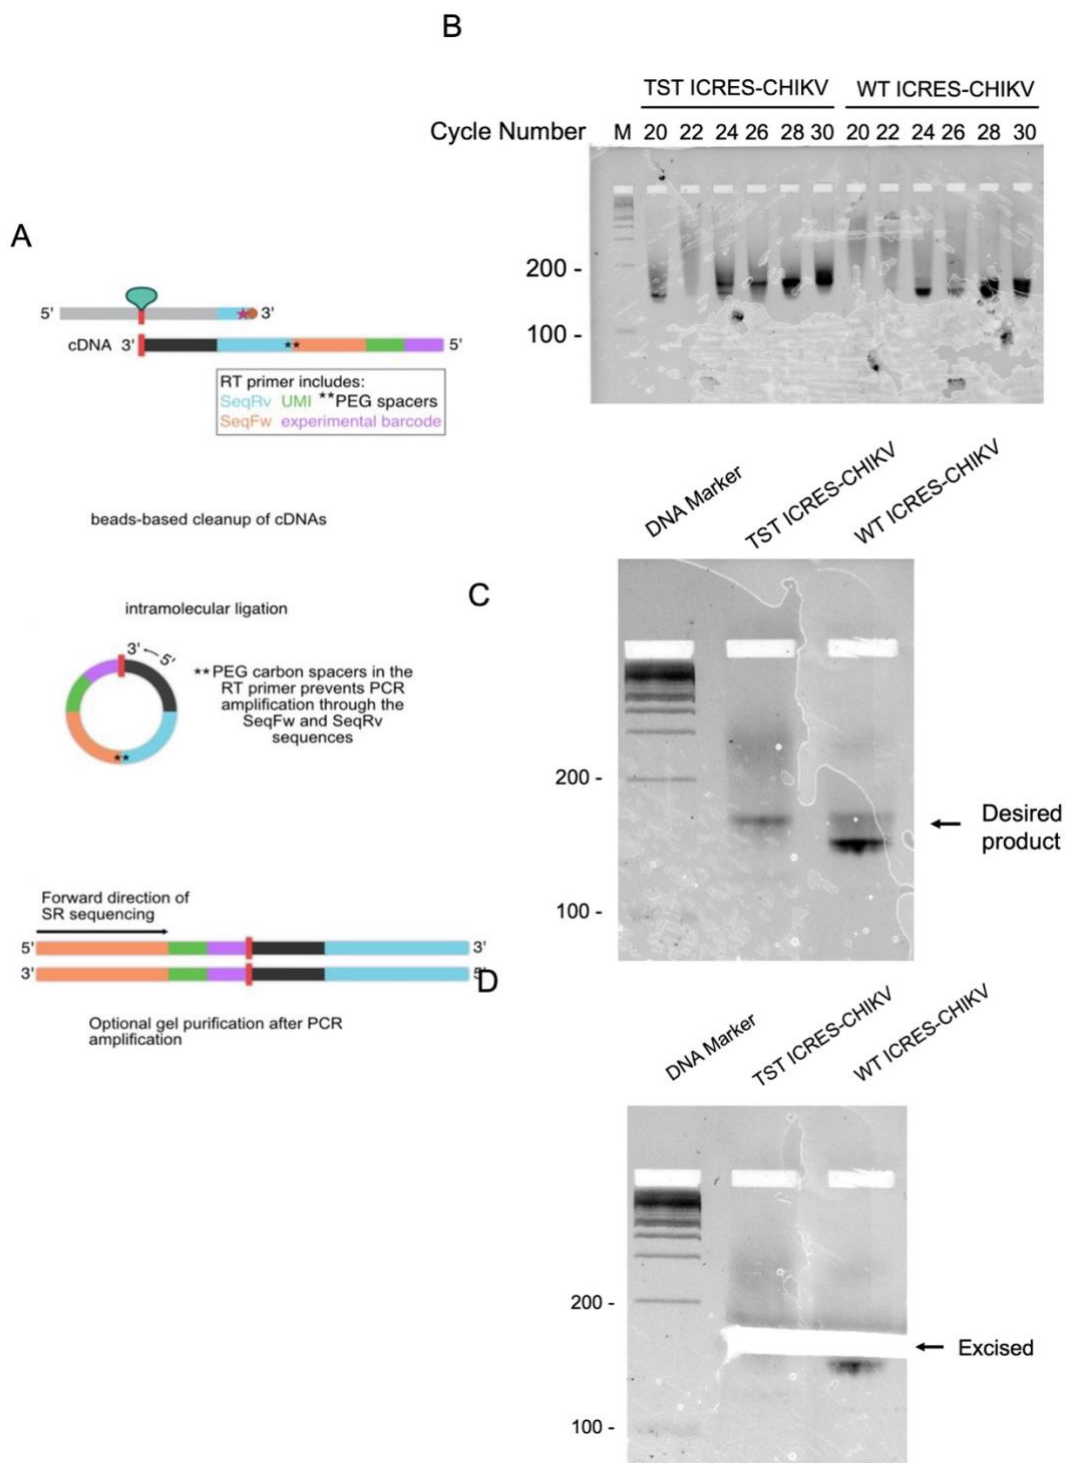 A
5' 3'
cDNA 3' 5'
RT primer includes:
SeqRv UMI **PEG spacers
SeqFw experimental barcode
beads-based cleanup of cDNAs
intramolecular ligation
3' 5'
**PEG carbon spacers in the
RT primer prevents PCR
amplification through the
SeqFw and SeqRv
sequences
**
Forward direction of
SR sequencing
5' 3'
3' 5'
Optional gel purification after PCR
amplification
B
TST ICRES-CHIKV WT ICRES-CHIKV
Cycle Number M 20 22 24 26 28 30 20 22 24 26 28 30
200 -
100 -
C
DNA Marker
TST ICRES-CHIKV
WT ICRES-CHIKV
200 -
Desired
product
100 -
D
DNA Marker
TST ICRES-CHIKV
WT ICRES-CHIKV
200 -
Excised
100 -